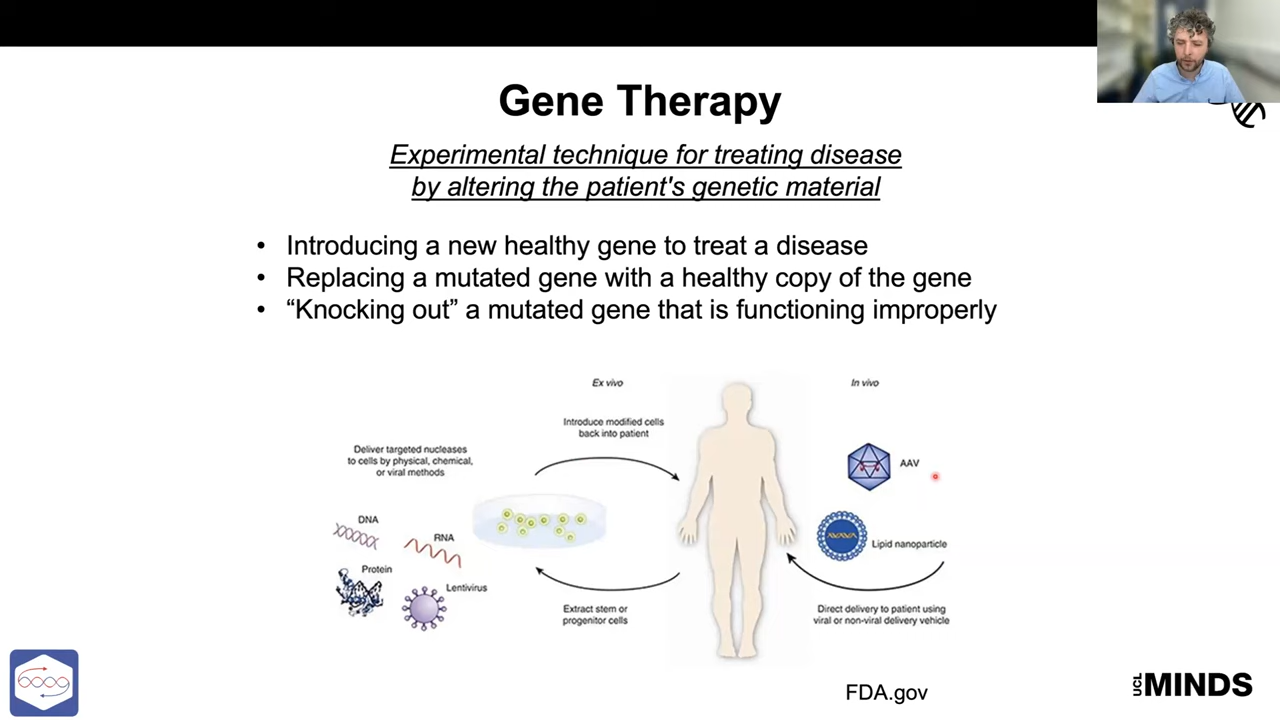 Gene Therapy
Experimental technique for treating disease
by altering the patient's genetic material
• Introducing a new healthy gene to treat a disease
• Replacing a mutated gene with a healthy copy of the gene
• “Knocking out” a mutated gene that is functioning improperly
Ex vivo
In vivo
Introduce modified cells
back into patient
Deliver targeted nucleases
to cells by physical, chemical,
or viral methods
AAV
DNA
RNA
Lipid nanoparticle
Protein
Lentivirus
Extract stem or
progenitor cells
Direct delivery to patient using
viral or non-viral delivery vehicle
FDA.gov
UCL MINDS